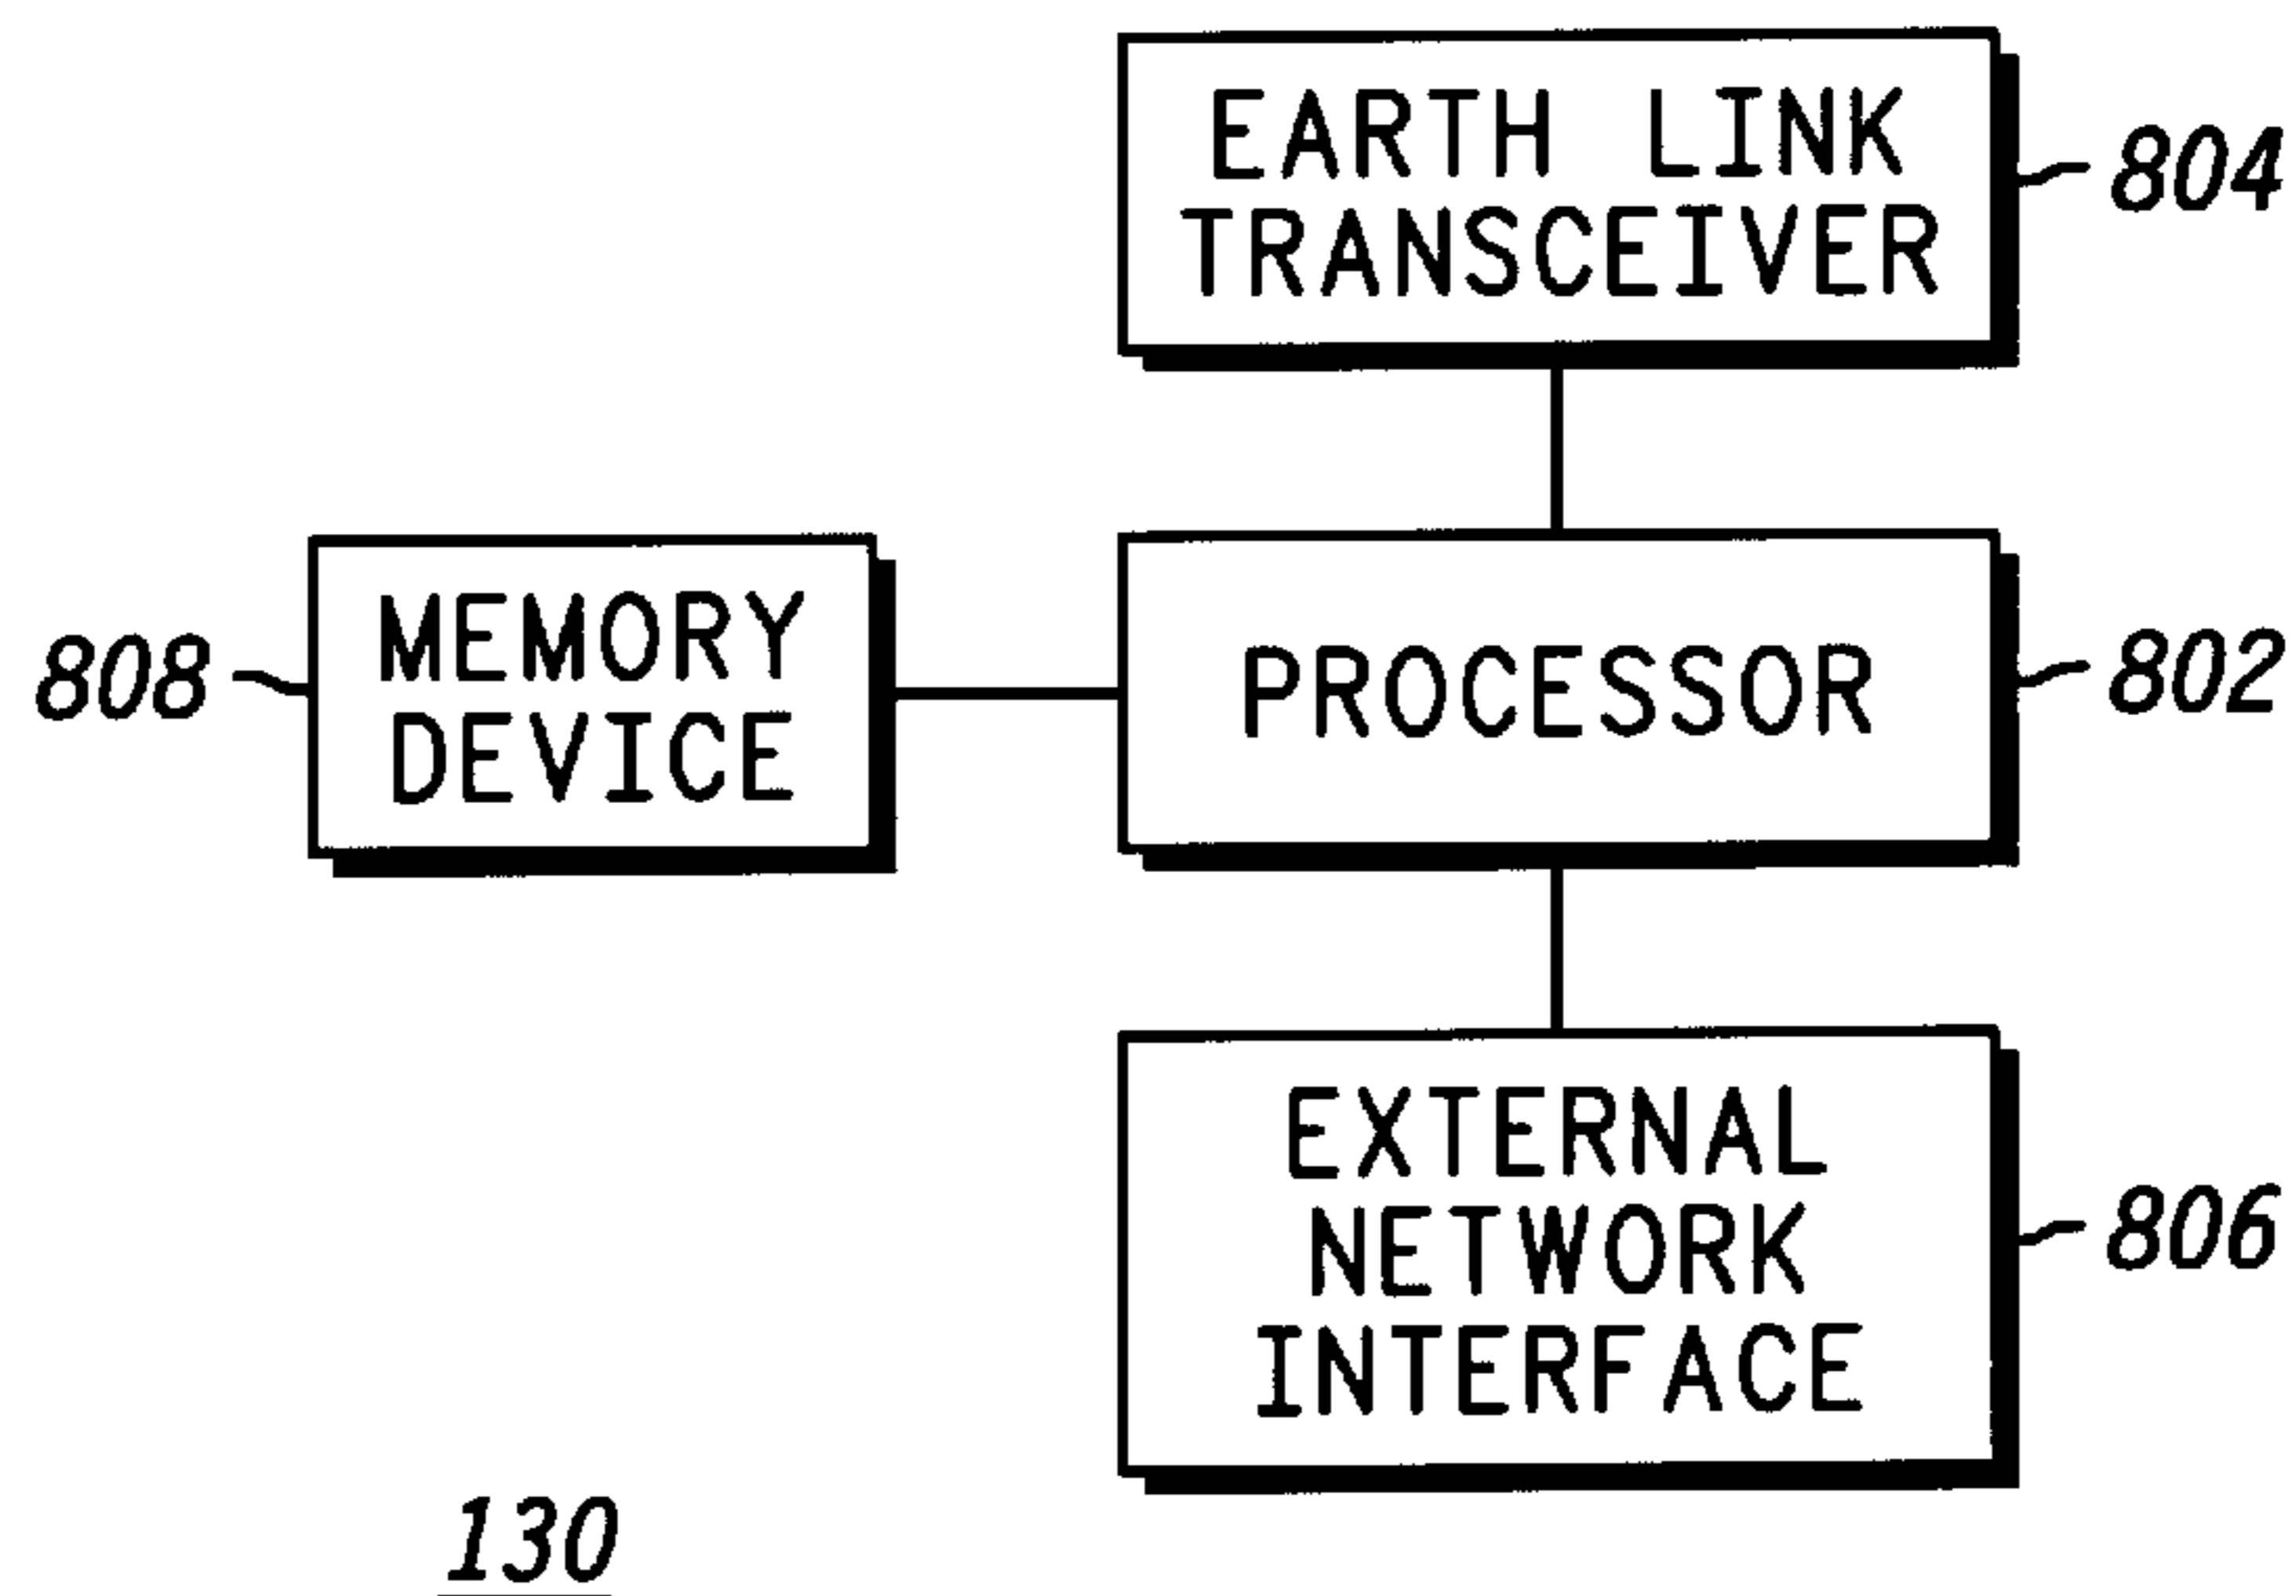 EARTH LINK
TRANSCEIVER
804
808
MEMORY
DEVICE
PROCESSOR
802
EXTERNAL
NETWORK
INTERFACE
806
130